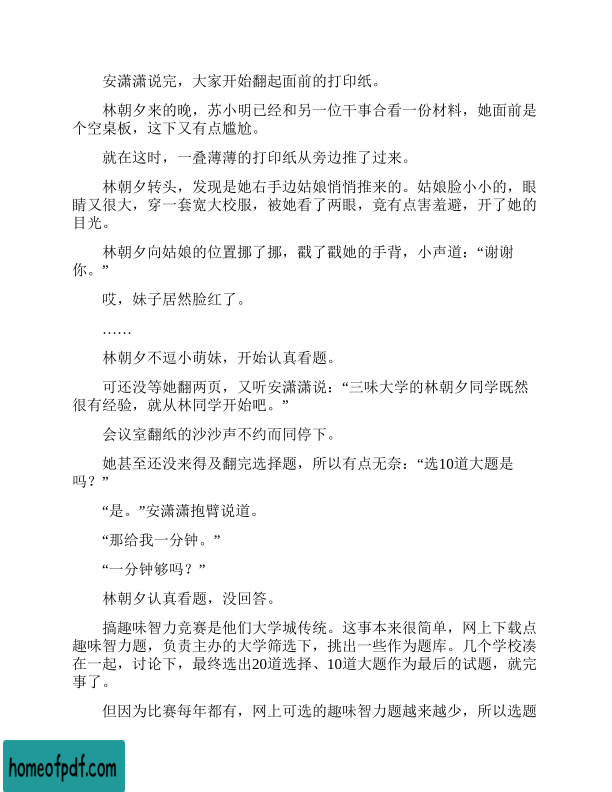 安潇潇说完，大家开始翻起面前的打印纸。
林朝夕来的晚，苏小明已经和另一位干事合看一份材料，她面前是
个空桌板，这下又有点尴尬。
就在这时，一叠薄薄的打印纸从旁边推了过来。
林朝夕转头，发现是她右手边姑娘悄悄推来的。姑娘脸小小的，眼
睛又很大，穿一套宽大校服，被她看了两眼，竟有点害羞避，开了她的
目光。
林朝夕向姑娘的位置挪了挪，戳了戳她的手背，小声道：“谢谢
你。”
哎，妹子居然脸红了。
……
林朝夕不逗小萌妹，开始认真看题。
可还没等她翻两页，又听安潇潇说：“三味大学的林朝夕同学既然
很有经验，就从林同学开始吧。”
会议室翻纸的沙沙声不约而同停下。
她甚至还没来得及翻完选择题，所以有点无奈：“选10道大题是
吗？”
“是。”安潇潇抱臂说道。
“那给我一分钟。”
“一分钟够吗？”
林朝夕认真看题，没回答。
搞趣味智力竞赛是他们大学城传统。这事本来很简单，网上下载点
趣味智力题，负责主办的大学筛选下，挑出一些作为题库。几个学校凑
在一起，讨论下，最终选出20道选择、10道大题作为最后的试题，就完
事了。
但因为比赛每年都有，网上可选的趣味智力题越来越少，所以选题
homeofpdf.com